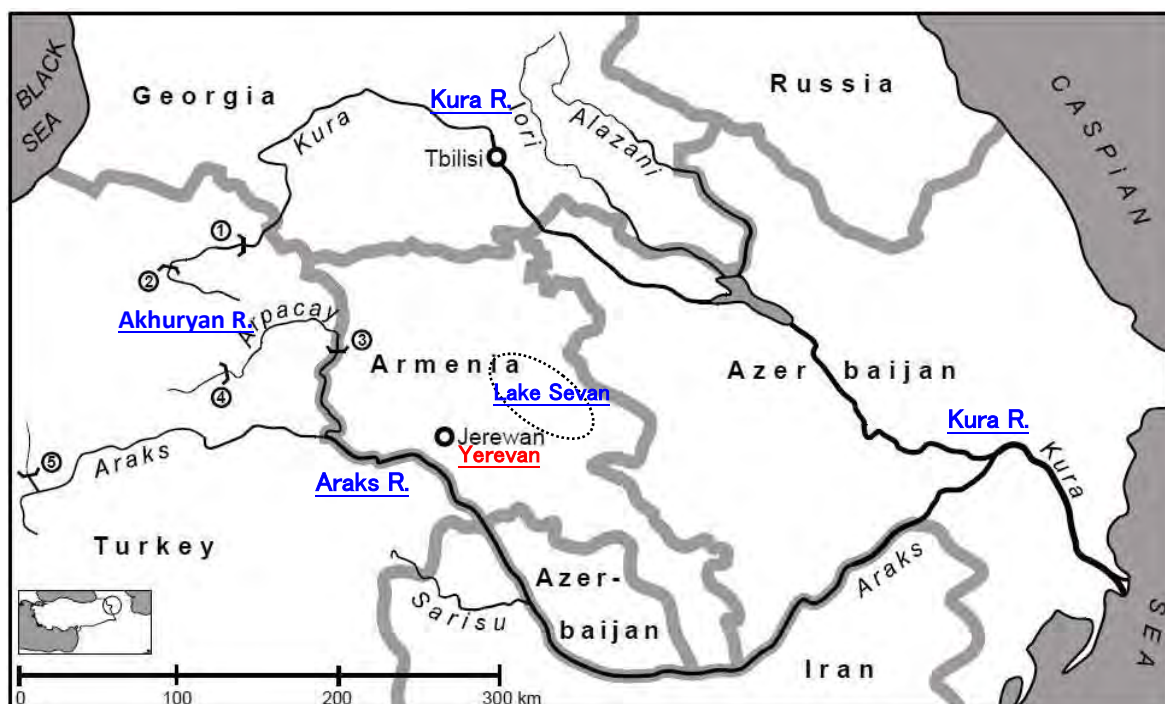 BLACK
SEA
Georgia
Kura R.
Kura
Iori
Alazani
Russia
CASPiAN
Tbilisi
①
②
Akhuryan R.
Arpacay
③
④
Armenia
Lake Sevan
Azer baijan
Kura R.
Kura
Jerewan
Yerevan
⑤
Araks
Araks R.
Turkey
Azer-
baijan
Sarisu
Araks
Iran
SEA
0 100 200 300 km